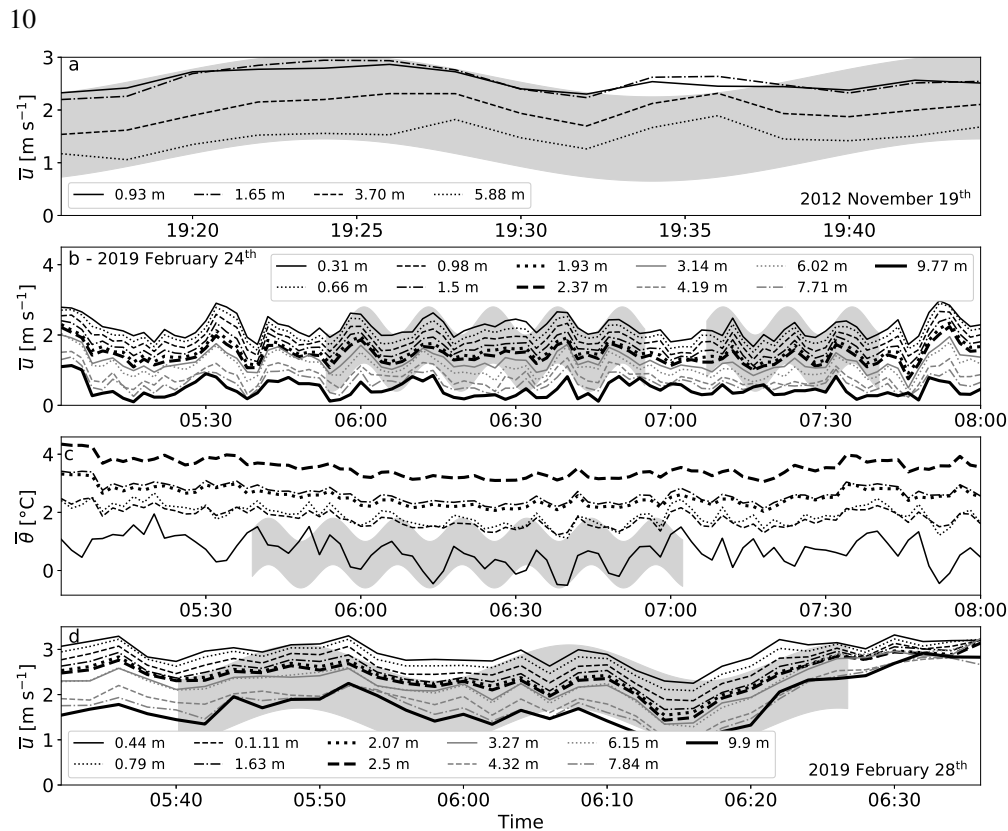 10
a
3
2
1
0
u̅ [m s⁻¹]
0.93 m 1.65 m 3.70 m 5.88 m
2012 November 19ᵗʰ
19:20 19:25 19:30 19:35 19:40
b - 2019 February 24ᵗʰ
4
2
0
u̅ [m s⁻¹]
0.31 m 0.98 m 1.93 m 3.14 m 6.02 m 9.77 m
0.66 m 1.5 m 2.37 m 4.19 m 7.71 m
05:30 06:00 06:30 07:00 07:30 08:00
c
4
2
0
θ̅ [°C]
05:30 06:00 06:30 07:00 07:30 08:00
d
3
2
1
0
u̅ [m s⁻¹]
0.44 m 0.1.11 m 2.07 m 3.27 m 6.15 m 9.9 m
0.79 m 1.63 m 2.5 m 4.32 m 7.84 m
2019 February 28ᵗʰ
05:40 05:50 06:00 06:10 06:20 06:30
Time